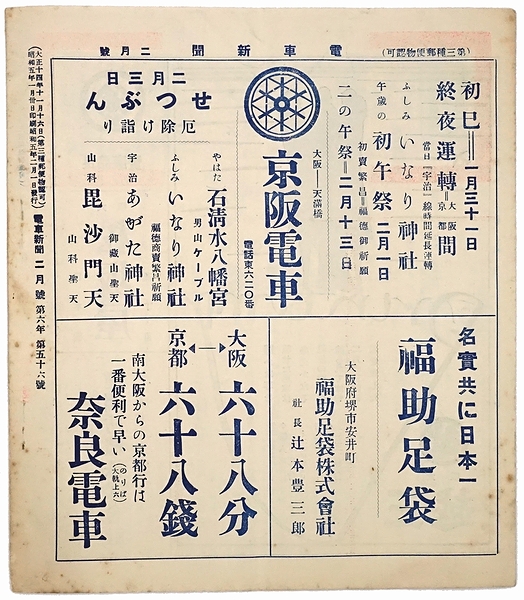 (第三種郵便物認可)
電車新聞
二月號
初巳＝一月三十一日
終夜運轉＝大阪京都間
當日「宇治」線時間延長運轉
ふしみ いなり神社
午歳の 初午祭 二月一日
初賣繁昌＝福德御祈願
二の午祭＝二月十三日
大阪――天滿橋
京阪電車
電話東六二〇番
二月三日
せつぶん
厄除け詣り
やはた 石清水八幡宮
男山ケーブル
ふしみ いなり神社
福德商賣繁昌祈願
宇治 あがた神社
御藏山聖天
山科 毘沙門天
山科聖天
名實共に日本一
福助足袋
大阪府堺市安井町
福助足袋株式會社
社長 辻本豊三郎
大阪 六十八分
京都 六十八錢
南大阪からの京都行は
一番便利で早い (のりば 大軌上六)
奈良電車
(大正十四年十一月十六日)(第三種郵便物認可)
昭和五年一月廿日印刷昭和五年二月一日發行)
電車新聞 二月號 第六年 第五十六號